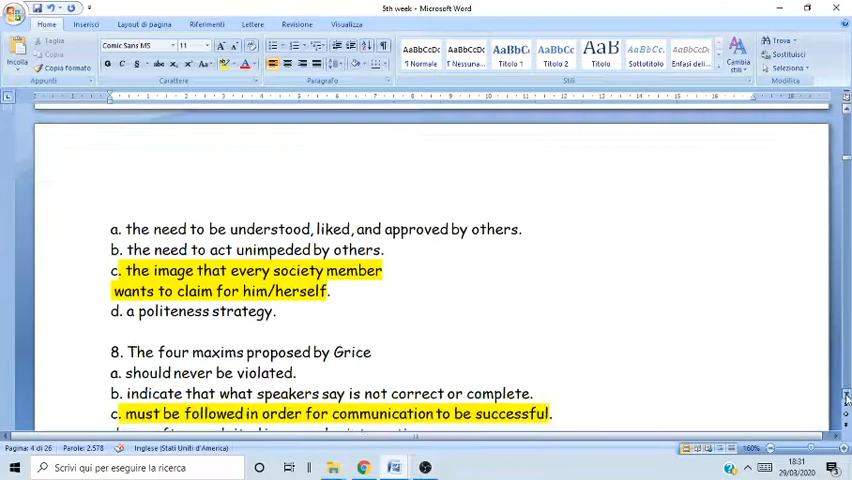 5th week - Microsoft Word
Home Inserisci Layout di pagina Riferimenti Lettere Revisione Visualizza
Incolla
Taglia
Copia
Copia formato
Appunti
Comic Sans MS 11
Carattere
Paragrafo
AaBbCcDc AaBbCcDc AaBbC AaBbCc AaB AaBbCc. AaBbCcDc
¶ Normale ¶ Nessuna... Titolo 1 Titolo 2 Titolo Sottotitolo Enfasi deli...
Stili
Cambia stili
Trova
Sostituisci
Seleziona
Modifica
a. the need to be understood, liked, and approved by others.
b. the need to act unimpeded by others.
c. the image that every society member
wants to claim for him/herself.
d. a politeness strategy.
8. The four maxims proposed by Grice
a. should never be violated.
b. indicate that what speakers say is not correct or complete.
c. must be followed in order for communication to be successful.
Pagina: 4 di 26 Parole: 2.578 Inglese (Stati Uniti d'America) 160%
Scrivi qui per eseguire la ricerca
18:31
29/03/2020